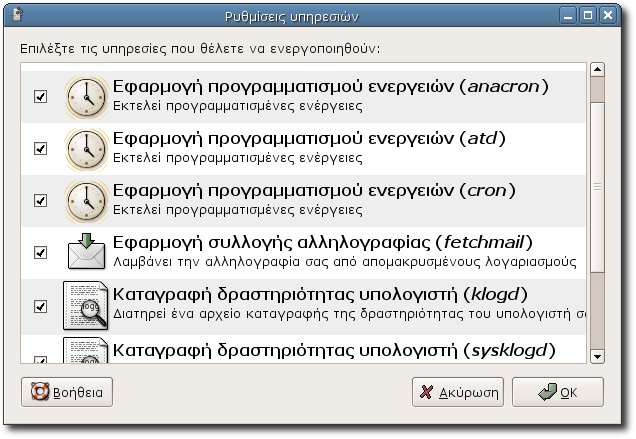 Ρυθμίσεις υπηρεσιών
Επιλέξτε τις υπηρεσίες που θέλετε να ενεργοποιηθούν:
Εφαρμογή προγραμματισμού ενεργειών (anacron)
Εκτελεί προγραμματισμένες ενέργειες
Εφαρμογή προγραμματισμού ενεργειών (atd)
Εκτελεί προγραμματισμένες ενέργειες
Εφαρμογή προγραμματισμού ενεργειών (cron)
Εκτελεί προγραμματισμένες ενέργειες
Εφαρμογή συλλογής αλληλογραφίας (fetchmail)
Λαμβάνει την αλληλογραφία σας από απομακρυσμένους λογαριασμούς
Καταγραφή δραστηριότητας υπολογιστή (klogd)
Διατηρεί ένα αρχείο καταγραφής της δραστηριότητας του υπολογιστή
Καταγραφή δραστηριότητας υπολογιστή (sysklogd)
Βοήθεια
Ακύρωση
OK